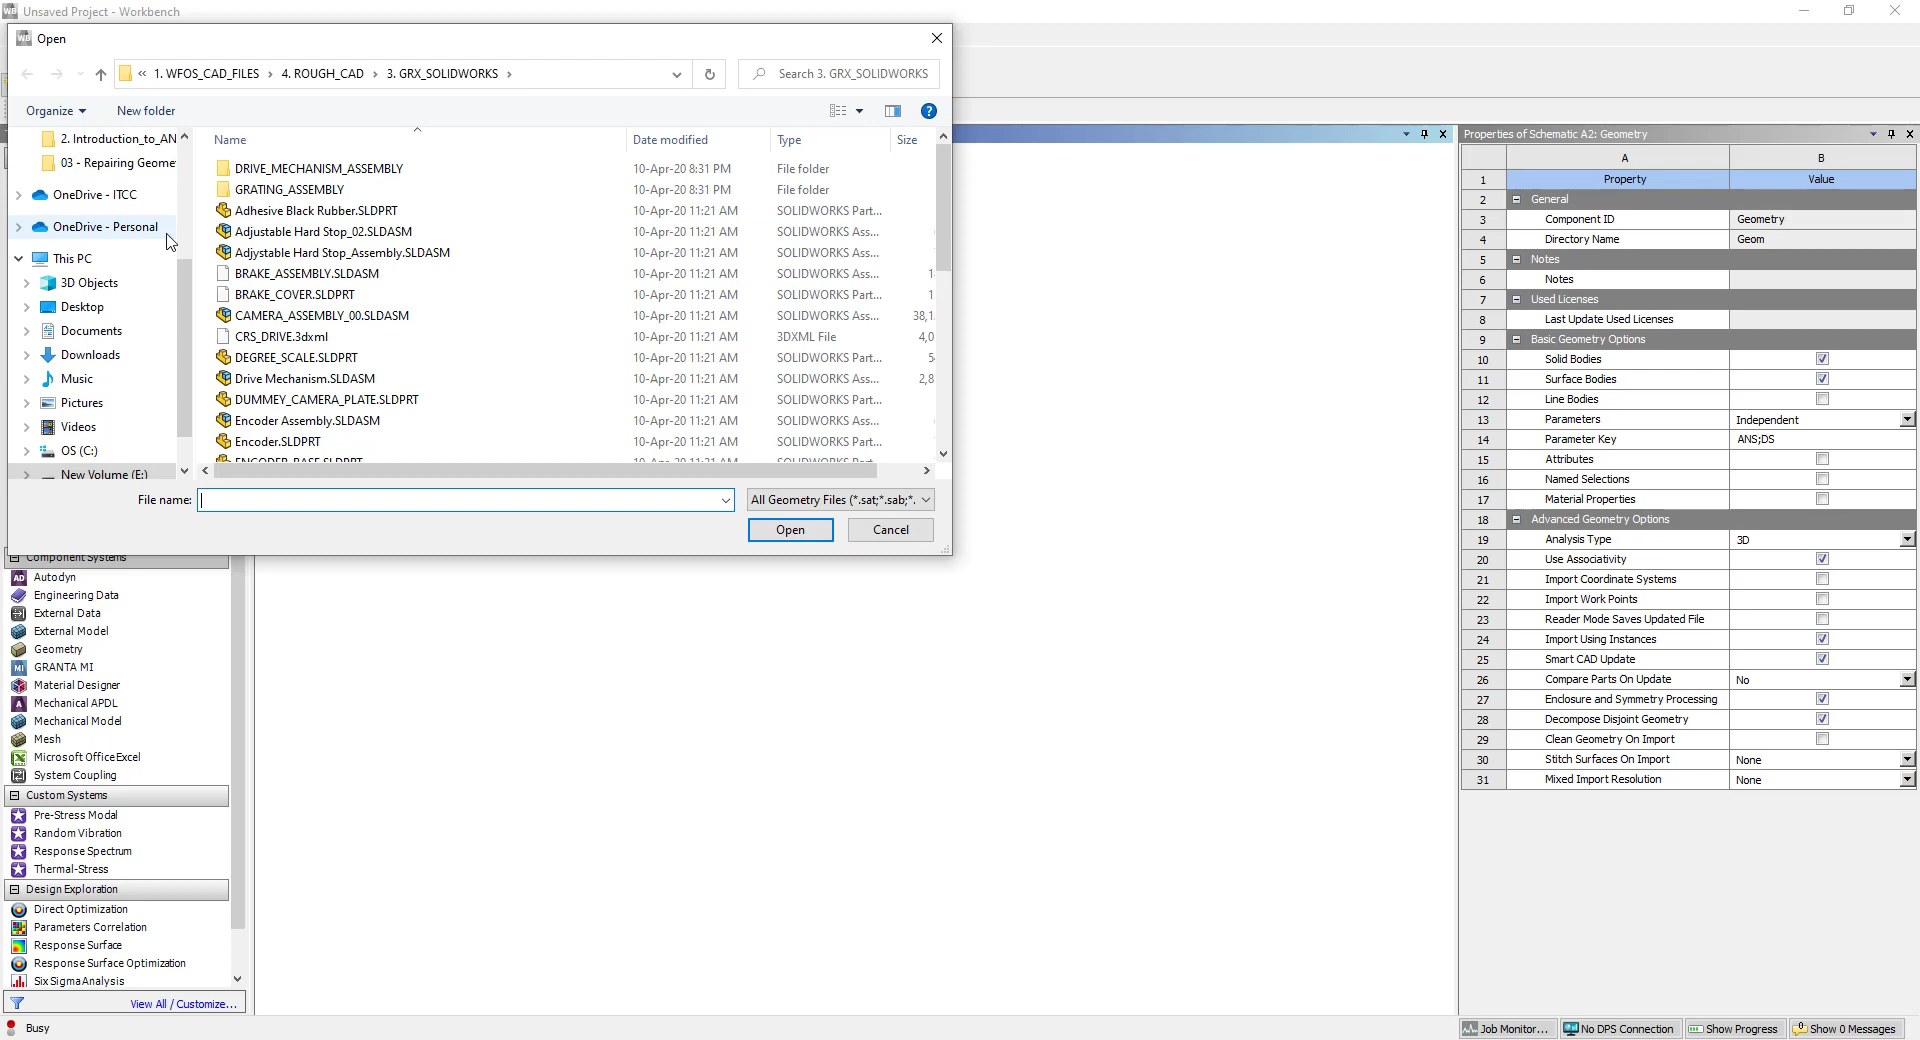 Unsaved Project - Workbench
Open
« 1. WFOS_CAD_FILES › 4. ROUGH_CAD › 3. GRX_SOLIDWORKS ›
Search 3. GRX_SOLIDWORKS
Organize
New folder
2. Introduction_to_AN
03 - Repairing Geome
OneDrive - ITCC
OneDrive - Personal
This PC
3D Objects
Desktop
Documents
Downloads
Music
Pictures
Videos
OS (C:)
New Volume (E:)
Name Date modified Type Size
DRIVE_MECHANISM_ASSEMBLY 10-Apr-20 8:31 PM File folder
GRATING_ASSEMBLY 10-Apr-20 8:31 PM File folder
Adhesive Black Rubber.SLDPRT 10-Apr-20 11:21 AM SOLIDWORKS Part...
Adjustable Hard Stop_02.SLDASM 10-Apr-20 11:21 AM SOLIDWORKS Ass...
Adjystable Hard Stop_Assembly.SLDASM 10-Apr-20 11:21 AM SOLIDWORKS Ass...
BRAKE_ASSEMBLY.SLDASM 10-Apr-20 11:21 AM SOLIDWORKS Ass... 1
BRAKE_COVER.SLDPRT 10-Apr-20 11:21 AM SOLIDWORKS Part... 1
CAMERA_ASSEMBLY_00.SLDASM 10-Apr-20 11:21 AM SOLIDWORKS Ass... 38,1
CRS_DRIVE.3dxml 10-Apr-20 11:21 AM 3DXML File 4,0
DEGREE_SCALE.SLDPRT 10-Apr-20 11:21 AM SOLIDWORKS Part... 5
Drive Mechanism.SLDASM 10-Apr-20 11:21 AM SOLIDWORKS Ass... 2,8
DUMMEY_CAMERA_PLATE.SLDPRT 10-Apr-20 11:21 AM SOLIDWORKS Part...
Encoder Assembly.SLDASM 10-Apr-20 11:21 AM SOLIDWORKS Ass...
Encoder.SLDPRT 10-Apr-20 11:21 AM SOLIDWORKS Part...
ENCODER_BASE.SLDPRT 10-Apr-20 11:21 AM SOLIDWORKS Part...
File name:
All Geometry Files (*.sat;*.sab;*.
Open
Cancel
Component Systems
Autodyn
Engineering Data
External Data
External Model
Geometry
GRANTA MI
Material Designer
Mechanical APDL
Mechanical Model
Mesh
Microsoft Office Excel
System Coupling
Custom Systems
Pre-Stress Modal
Random Vibration
Response Spectrum
Thermal-Stress
Design Exploration
Direct Optimization
Parameters Correlation
Response Surface
Response Surface Optimization
Six Sigma Analysis
View All / Customize...
Busy
Properties of Schematic A2: Geometry
A B
1 Property Value
2 General
3 Component ID Geometry
4 Directory Name Geom
5 Notes
6 Notes
7 Used Licenses
8 Last Update Used Licenses
9 Basic Geometry Options
10 Solid Bodies
11 Surface Bodies
12 Line Bodies
13 Parameters Independent
14 Parameter Key ANS;DS
15 Attributes
16 Named Selections
17 Material Properties
18 Advanced Geometry Options
19 Analysis Type 3D
20 Use Associativity
21 Import Coordinate Systems
22 Import Work Points
23 Reader Mode Saves Updated File
24 Import Using Instances
25 Smart CAD Update
26 Compare Parts On Update No
27 Enclosure and Symmetry Processing
28 Decompose Disjoint Geometry
29 Clean Geometry On Import
30 Stitch Surfaces On Import None
31 Mixed Import Resolution None
Job Monitor...
No DPS Connection
Show Progress
Show 0 Messages